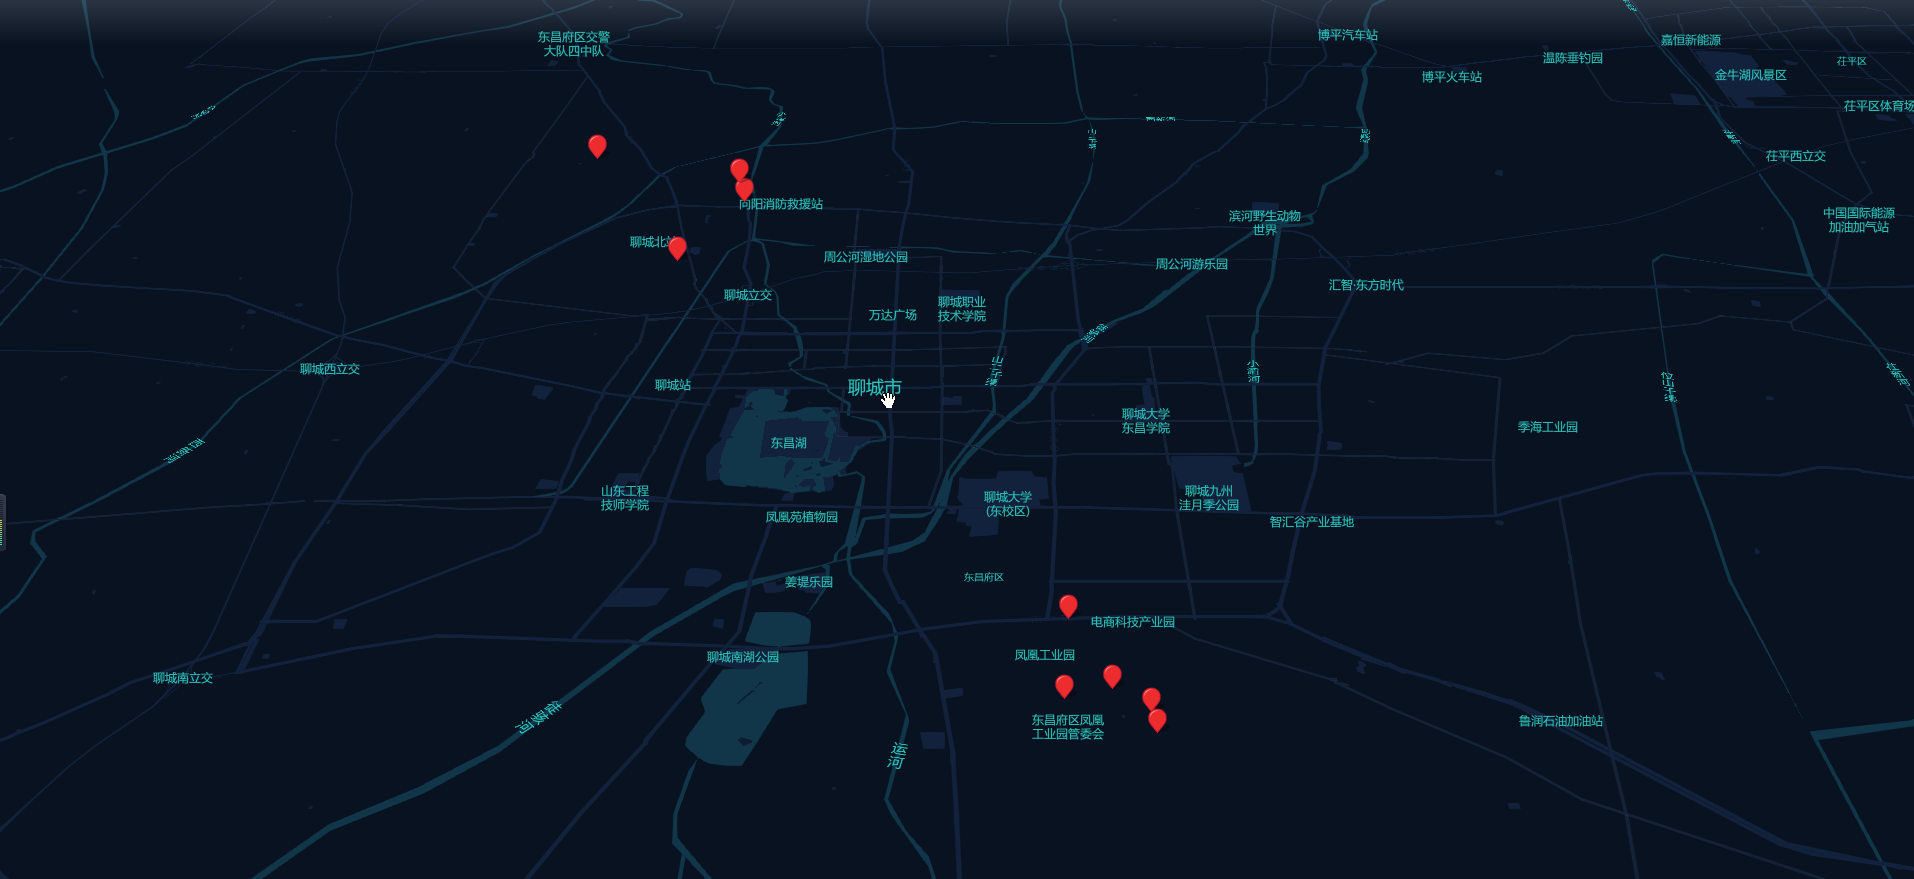 东昌府区交警
大队四中队
博平汽车站
嘉恒新能源
温陈垂钓园
茌平区
博平火车站
金牛湖风景区
茌平区体育场
茌平西立交
向阳消防救援站
滨河野生动物
世界
中国国际能源
加油加气站
聊城北站
周公河湿地公园
周公河游乐园
汇智·东方时代
聊城立交
万达广场
聊城职业
技术学院
聊城西立交
小湄河
聊城站
聊城市
聊城大学
东昌学院
季海工业园
东昌湖
山东工程
技师学院
聊城大学
(东校区)
聊城九州
洼月季公园
凤凰苑植物园
智汇谷产业基地
东昌府区
姜堤乐园
电商科技产业园
聊城南湖公园
凤凰工业园
聊城南立交
徒骇河
东昌府区凤凰
工业园管委会
鲁润石油加油站
运河